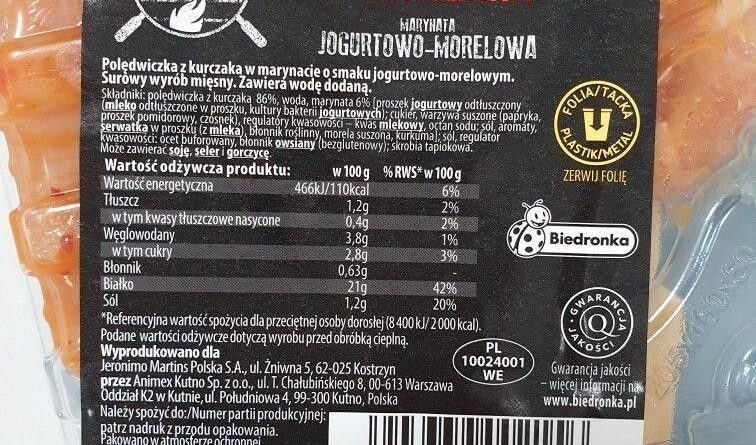 MARYNATA
JOGURTOWO-MORELOWA
Polędwiczka z kurczaka w marynacie o smaku jogurtowo-morelowym.
Surowy wyrób mięsny. Zawiera wodę dodaną.
Składniki: polędwiczka z kurczaka 86%, woda, marynata 6% [proszek jogurtowy odtłuszczony
(mleko odtłuszczone w proszku, kultury bakterii jogurtowych); cukier, warzywa suszone (papryka,
proszek pomidorowy, czosnek), regulatory kwasowości – kwas mlekowy, octan sodu; sól, aromaty,
serwatka w proszku (z mleka), błonnik roślinny, morela suszona, kurkuma]; sól, regulator
kwasowości: ocet buforowany, błonnik owsiany (bezglutenowy); skrobia tapiokowa.
Może zawierać soję, seler i gorczycę.
Wartość odżywcza produktu: w 100 g % RWS* w 100 g
Wartość energetyczna 466kJ/110kcal 6%
Tłuszcz 1,2g 2%
w tym kwasy tłuszczowe nasycone 0,4g 2%
Węglowodany 3,8g 1%
w tym cukry 2,8g 3%
Błonnik 0,63g -
Białko 21g 42%
Sól 1,2g 20%
*Referencyjna wartość spożycia dla przeciętnej osoby dorosłej (8 400 kJ/ 2 000 kcal).
Podane wartości odżywcze dotyczą wyrobu przed obróbką cieplną.
Wyprodukowano dla
Jeronimo Martins Polska S.A., ul. Żniwna 5, 62-025 Kostrzyn
przez Animex Kutno Sp. z o.o., ul. T. Chałubińskiego 8, 00-613 Warszawa
Oddział K2 w Kutnie, ul. Południowa 4, 99-300 Kutno, Polska
Należy spożyć do:/Numer partii produkcyjnej:
patrz nadruk z przodu opakowania.
Pakowano w atmosferze ochronnej.
PL
10024001
WE
FOLIA/TACKA
PLASTIK/METAL
ZERWIJ FOLIĘ
Biedronka
GWARANCJA
Q
JAKOŚCI
Gwarancja jakości
– więcej informacji na
www.biedronka.pl